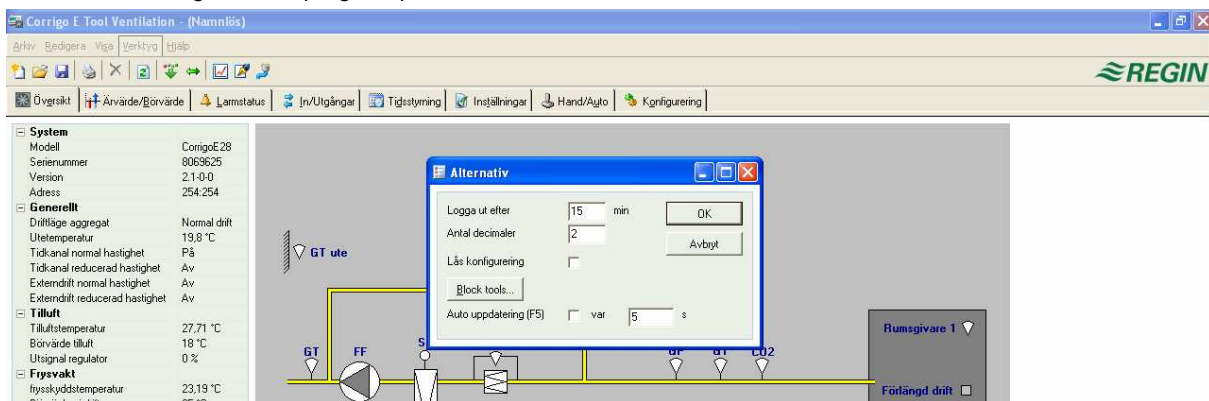 Corrigo E Tool Ventilation - (Namnlös)
Arkiv Redigera Visa Verktyg Hjälp
REGIN
Översikt Ärvärde/Börvärde Larmstatus In/Utgångar Tidsstyrning Inställningar Hand/Auto Konfigurering
System
Modell CorrigoE28
Serienummer 8069625
Version 2.1-0-0
Adress 254:254
Generellt
Driftläge aggregat Normal drift
Utetemperatur 19,8 °C
Tidkanal normal hastighet På
Tidkanal reducerad hastighet Av
Externdrift normal hastighet Av
Externdrift reducerad hastighet Av
Tilluft
Tilluftstemperatur 27,71 °C
Börvärde tilluft 18 °C
Utsignal regulator 0 %
Frysvakt
frysskyddstemperatur 23,19 °C
GT ute
Alternativ
Logga ut efter 15 min OK
Antal decimaler 2
Avbryt
Lås konfigurering
Block tools...
Auto uppdatering (F5) var 5 s
Rumsgivare 1
GT FF S GP GT CO2
Förlängd drift